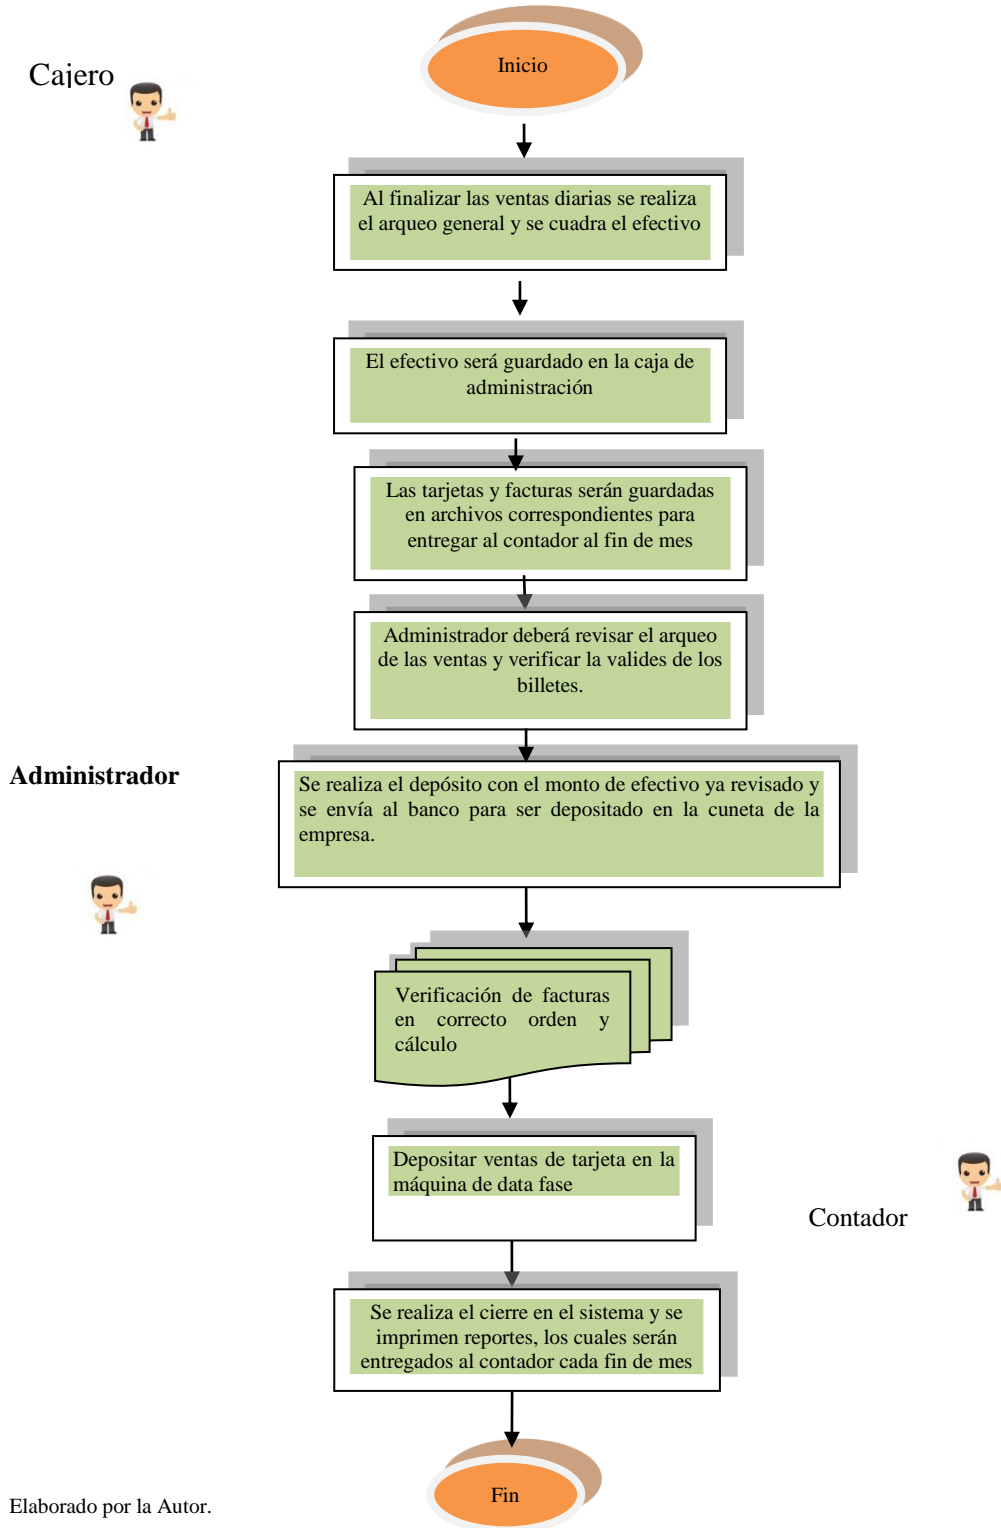 Inicio
Cajero
Al finalizar las ventas diarias se realiza
el arqueo general y se cuadra el efectivo
El efectivo será guardado en la caja de
administración
Las tarjetas y facturas serán guardadas
en archivos correspondientes para
entregar al contador al fin de mes
Administrador deberá revisar el arqueo
de las ventas y verificar la valides de los
billetes.
Administrador
Se realiza el depósito con el monto de efectivo ya revisado y
se envía al banco para ser depositado en la cuneta de la
empresa.
Verificación de facturas
en correcto orden y
cálculo
Depositar ventas de tarjeta en la
máquina de data fase
Contador
Se realiza el cierre en el sistema y se
imprimen reportes, los cuales serán
entregados al contador cada fin de mes
Fin
Elaborado por la Autor.